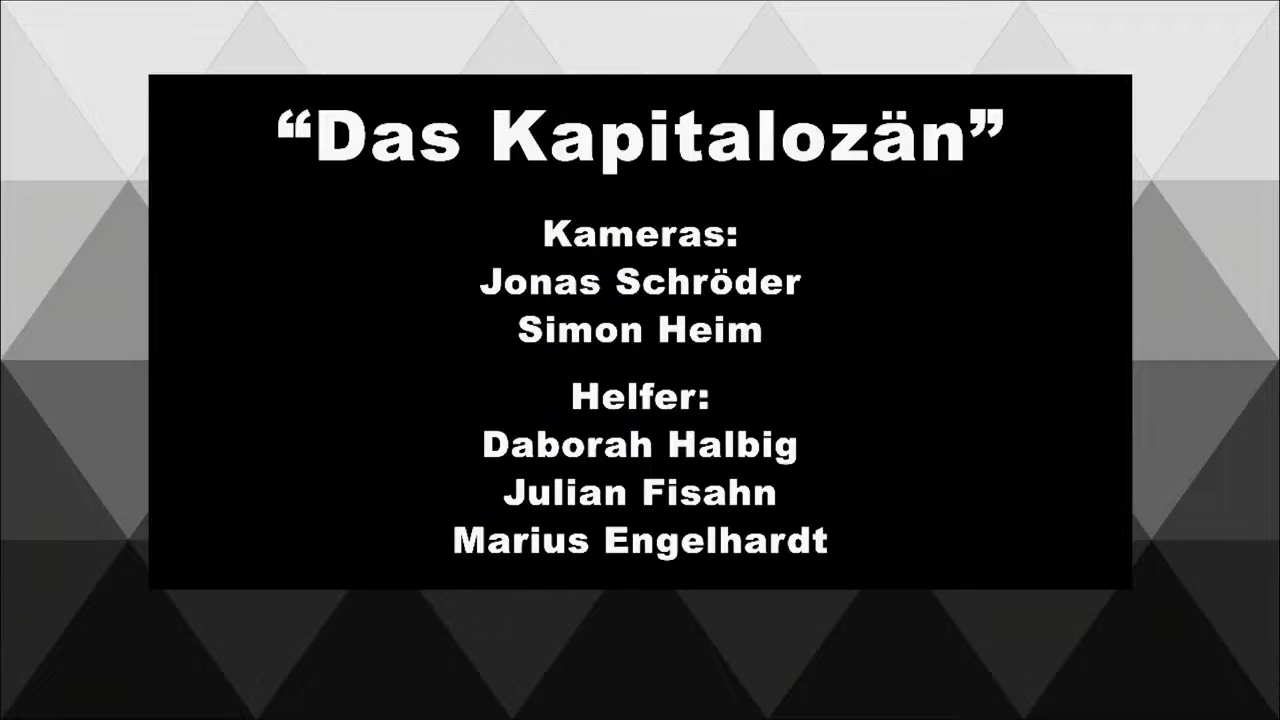 “Das Kapitalozän”
Kameras:
Jonas Schröder
Simon Heim
Helfer:
Daborah Halbig
Julian Fisahn
Marius Engelhardt